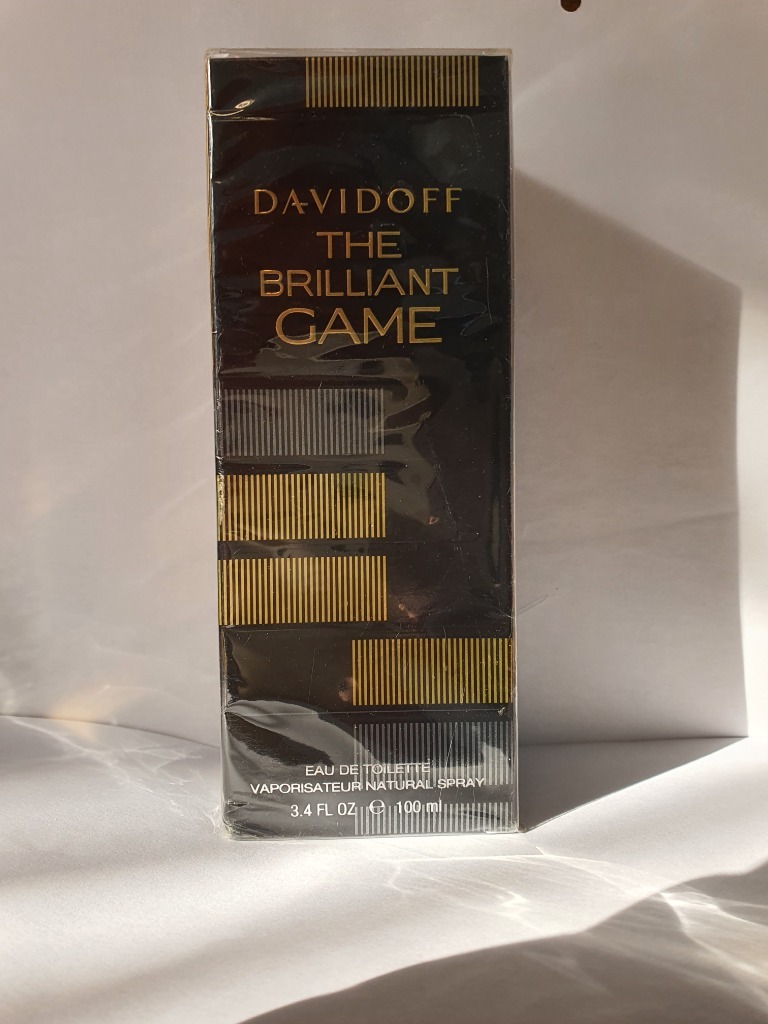 DAVIDOFF
THE
BRILLIANT
GAME
EAU DE TOILETTE
VAPORISATEUR NATURAL SPRAY
3.4 FL OZ ℮ 100 ml